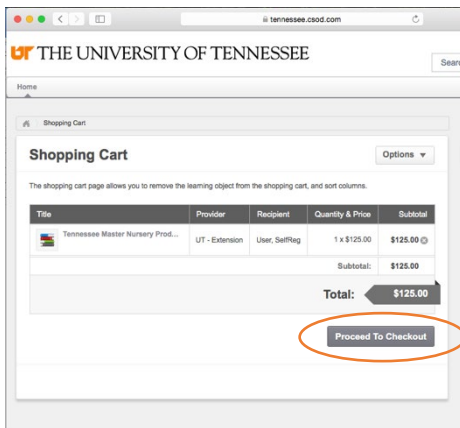 tennessee.csod.com
UT THE UNIVERSITY OF TENNESSEE
Sear
Home
Shopping Cart
Shopping Cart
Options
The shopping cart page allows you to remove the learning object from the shopping cart, and sort columns.
Title Provider Recipient Quantity & Price Subtotal
Tennessee Master Nursery Prod... UT - Extension User, SelfReg 1 x $125.00 $125.00
Subtotal: $125.00
Total: $125.00
Proceed To Checkout